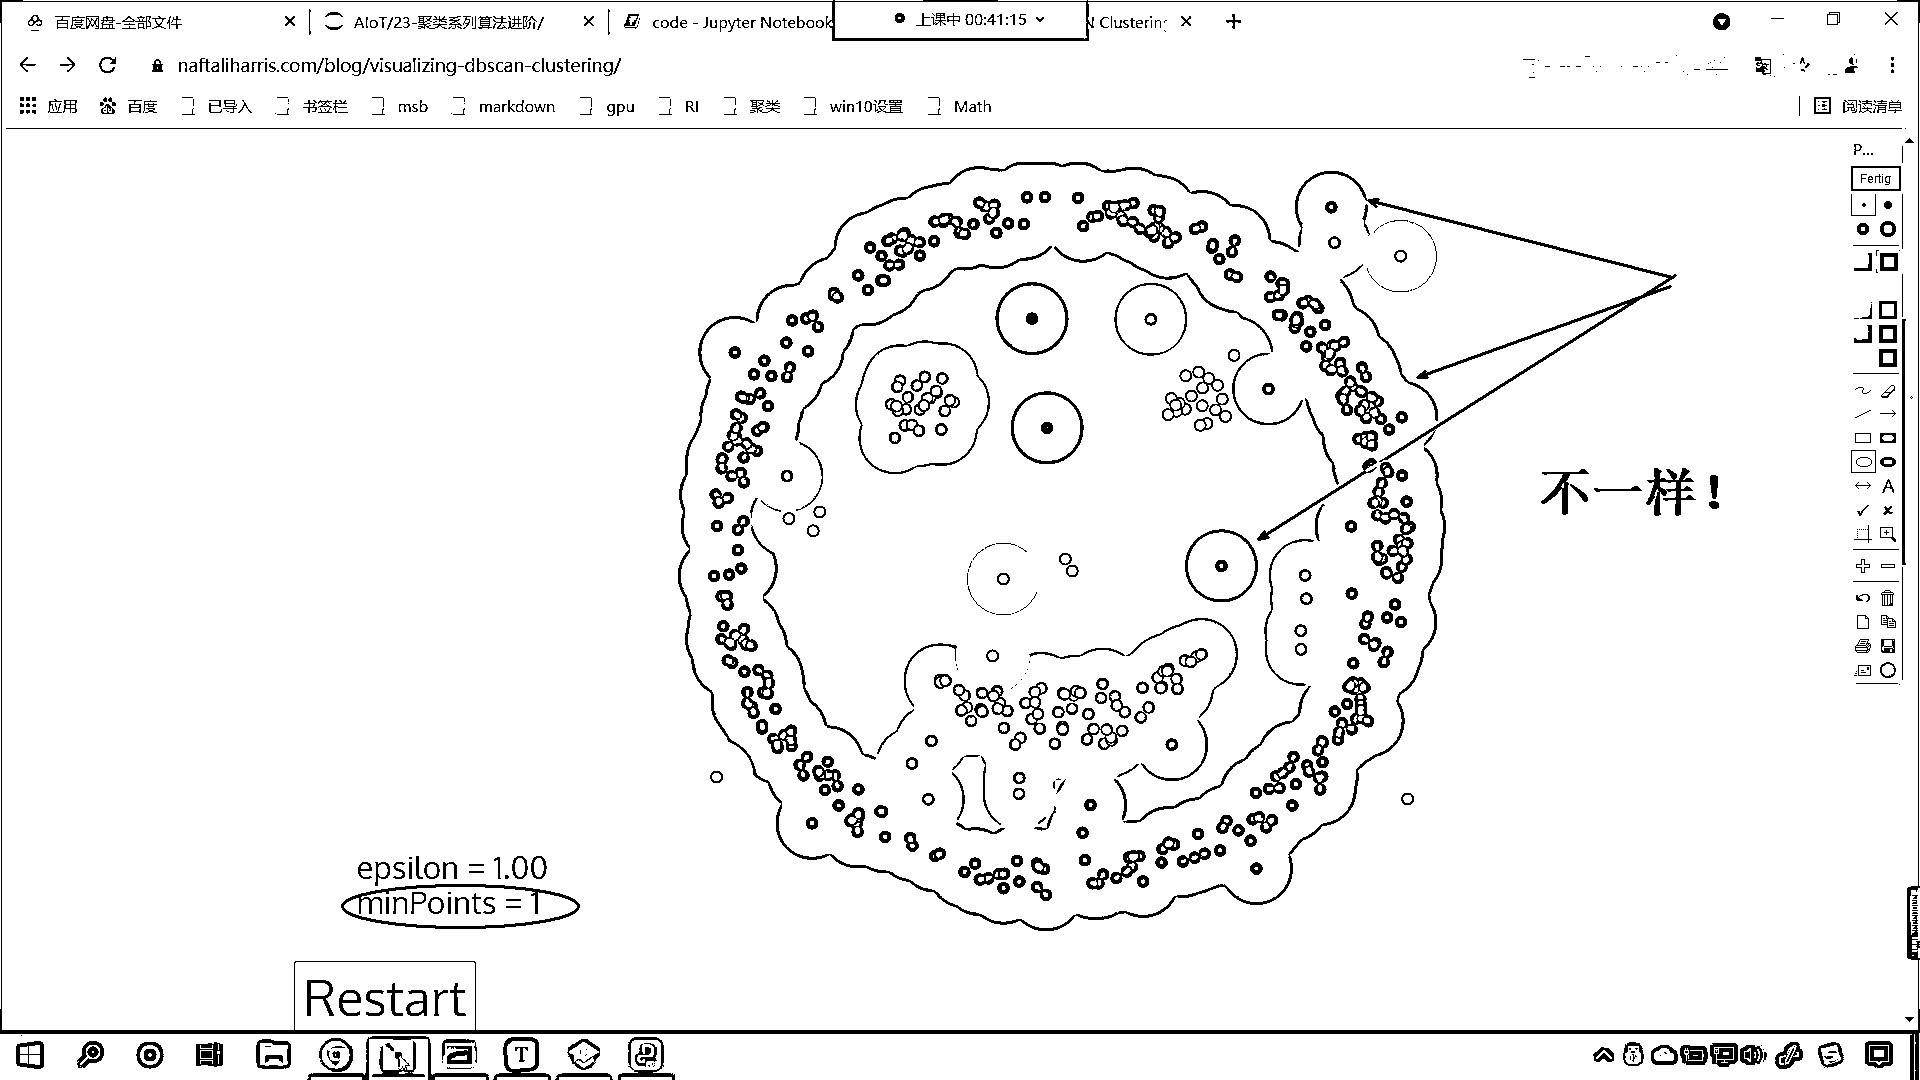 百度网盘-全部文件
AIoT/23-聚类系列算法进阶/
code - Jupyter Notebook
上课中 00:41:15
N Clustering
naftaliharris.com/blog/visualizing-dbscan-clustering/
应用
百度
已导入
书签栏
msb
markdown
gpu
RI
聚类
win10设置
Math
阅读清单
P...
Fertig
不一样!
epsilon = 1.00
minPoints = 1
Restart